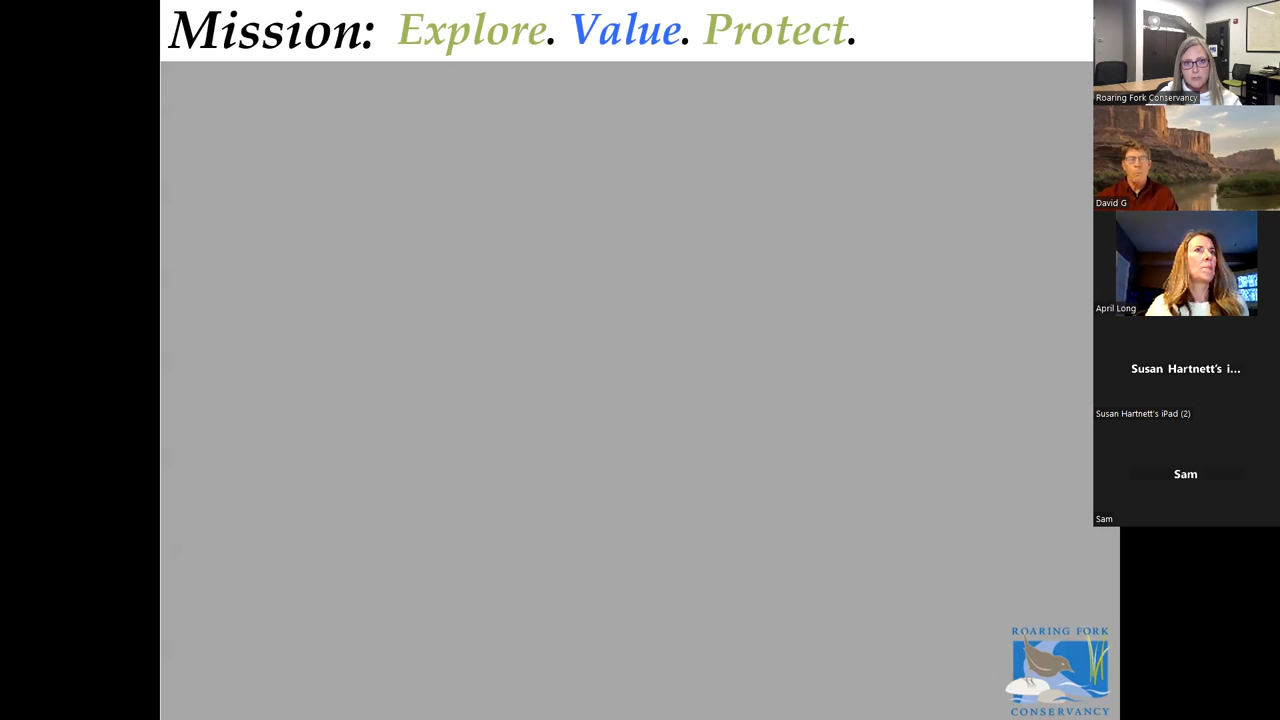 Mission: Explore. Value. Protect.
Roaring Fork Conservancy
David G
April Long
Susan Hartnett's i...
Susan Hartnett's iPad (2)
Sam
Sam
ROARING FORK
CONSERVANCY